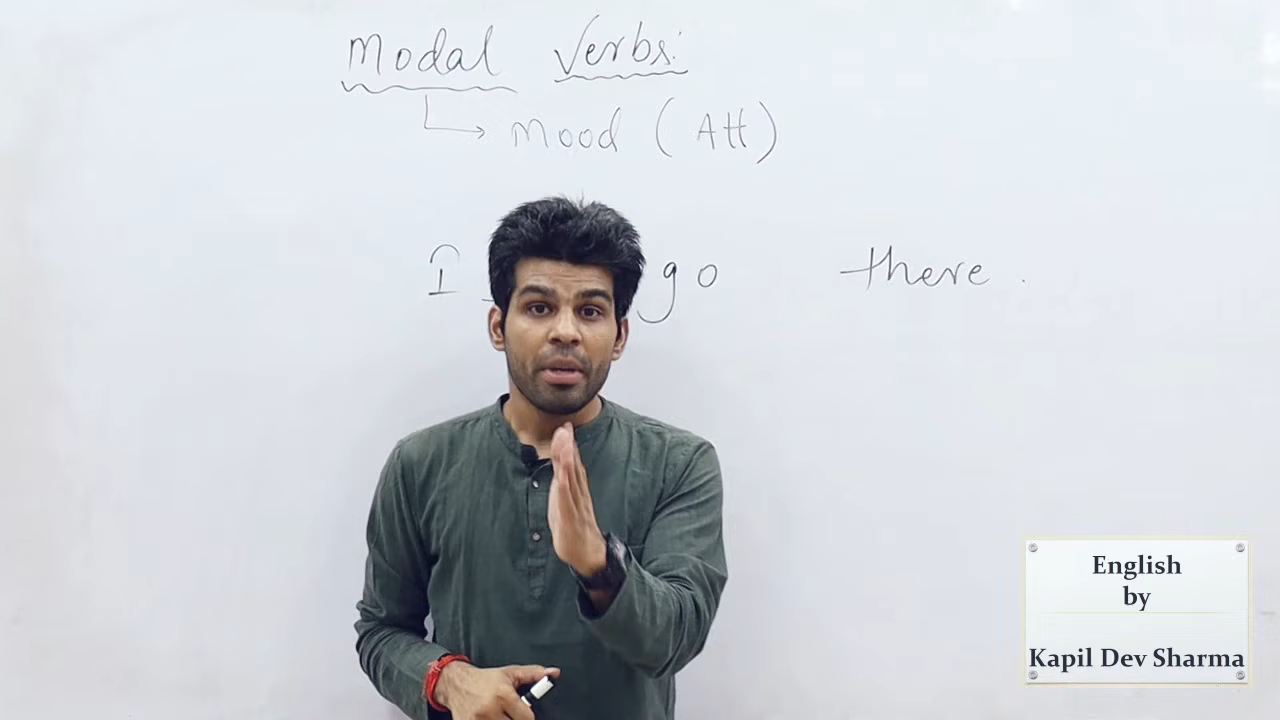 Modal Verbs:
Mood (Att)
I go there.
English
by
Kapil Dev Sharma